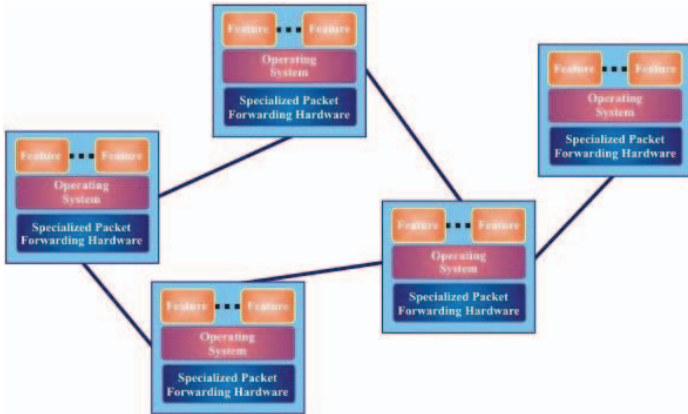 Feature Feature
Operating
System
Specialized Packet
Forwarding Hardware
Feature Feature
Operating
System
Specialized Packet
Forwarding Hardware
Feature Feature
Operating
System
Specialized Packet
Forwarding Hardware
Feature Feature
Operating
System
Specialized Packet
Forwarding Hardware
Feature Feature
Operating
System
Specialized Packet
Forwarding Hardware